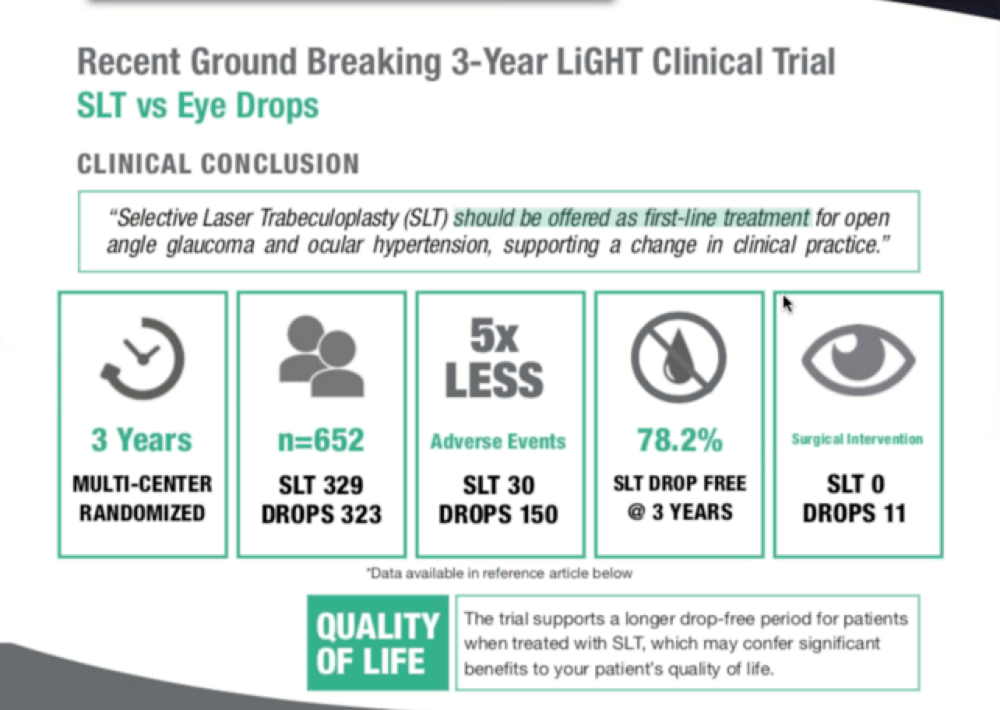 Recent Ground Breaking 3-Year LiGHT Clinical Trial
SLT vs Eye Drops
CLINICAL CONCLUSION
“Selective Laser Trabeculoplasty (SLT) should be offered as first-line treatment for open
angle glaucoma and ocular hypertension, supporting a change in clinical practice.”
3 Years
MULTI-CENTER
RANDOMIZED
n=652
SLT 329
DROPS 323
5x
LESS
Adverse Events
SLT 30
DROPS 150
78.2%
SLT DROP FREE
@ 3 YEARS
Surgical Intervention
SLT 0
DROPS 11
*Data available in reference article below
QUALITY
OF LIFE
The trial supports a longer drop-free period for patients
when treated with SLT, which may confer significant
benefits to your patient's quality of life.